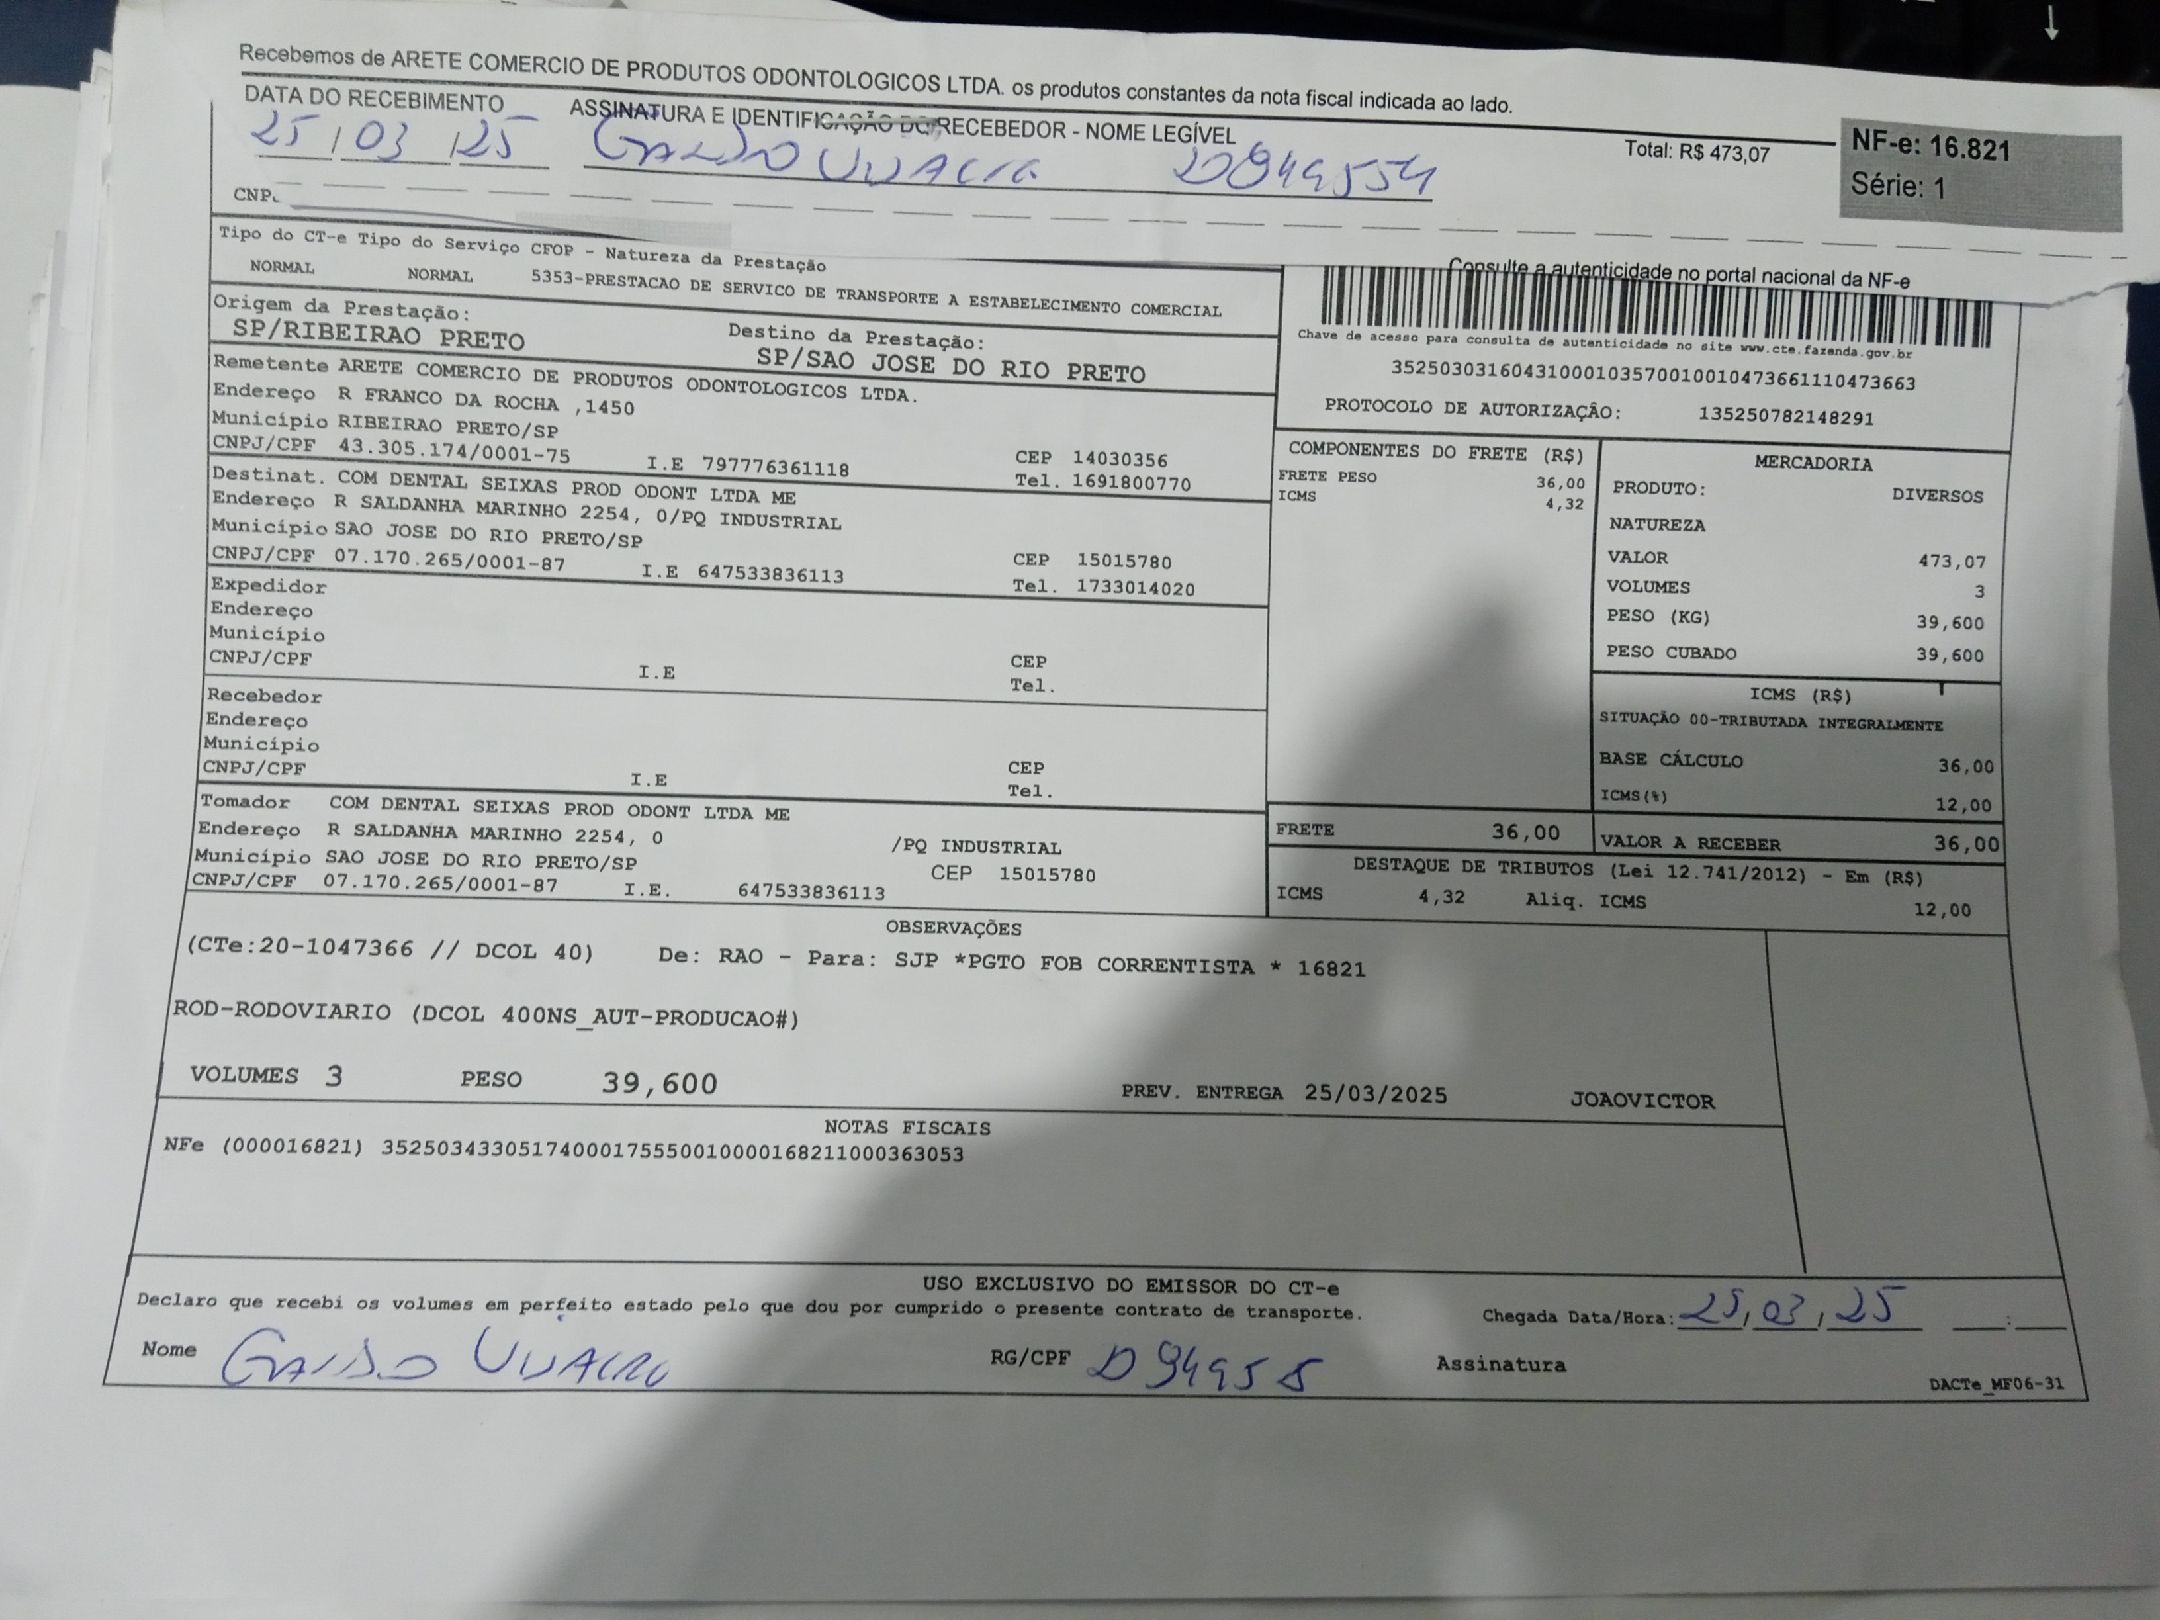 Recebemos de ARETE COMERCIO DE PRODUTOS ODONTOLOGICOS LTDA. os produtos constantes da nota fiscal indicada ao lado.
DATA DO RECEBIMENTO ASSINATURA E IDENTIFICAÇÃO DO RECEBEDOR - NOME LEGÍVEL
Total: R$ 473,07
NF-e: 16.821
Série: 1
25/03/25
Consulte a autenticidade no portal nacional da NF-e
Tipo do CT-e Tipo do Serviço CFOP - Natureza da Prestação
NORMAL NORMAL 5353-PRESTACAO DE SERVICO DE TRANSPORTE A ESTABELECIMENTO COMERCIAL
Origem da Prestação:
SP/RIBEIRAO PRETO
Destino da Prestação:
SP/SAO JOSE DO RIO PRETO
Chave de acesso para consulta de autenticidade no site www.cte.fazenda.gov.br
35250303160431000103570010010473661110473663
PROTOCOLO DE AUTORIZAÇÃO: 135250782148291
Remetente ARETE COMERCIO DE PRODUTOS ODONTOLOGICOS LTDA.
Endereço R FRANCO DA ROCHA ,1450
Município RIBEIRAO PRETO/SP CEP 14030356
CNPJ/CPF 43.305.174/0001-75 I.E 797776361118 Tel. 1691800770
Destinat. COM DENTAL SEIXAS PROD ODONT LTDA ME
Endereço R SALDANHA MARINHO 2254, 0/PQ INDUSTRIAL
Município SAO JOSE DO RIO PRETO/SP CEP 15015780
CNPJ/CPF 07.170.265/0001-87 I.E 647533836113 Tel. 1733014020
Expedidor
Endereço
Município CEP
CNPJ/CPF I.E Tel.
Recebedor
Endereço
Município CEP
CNPJ/CPF I.E Tel.
Tomador COM DENTAL SEIXAS PROD ODONT LTDA ME
Endereço R SALDANHA MARINHO 2254, 0 /PQ INDUSTRIAL
Município SAO JOSE DO RIO PRETO/SP CEP 15015780
CNPJ/CPF 07.170.265/0001-87 I.E. 647533836113
COMPONENTES DO FRETE (R$)
FRETE PESO 36,00
ICMS 4,32
MERCADORIA
PRODUTO: DIVERSOS
NATUREZA
VALOR 473,07
VOLUMES 3
PESO (KG) 39,600
PESO CUBADO 39,600
ICMS (R$)
SITUAÇÃO 00-TRIBUTADA INTEGRALMENTE
BASE CÁLCULO 36,00
ICMS(%) 12,00
FRETE 36,00 VALOR A RECEBER 36,00
DESTAQUE DE TRIBUTOS (Lei 12.741/2012) - Em (R$)
ICMS 4,32 Aliq. ICMS 12,00
OBSERVAÇÕES
(CTe:20-1047366 // DCOL 40) De: RAO - Para: SJP *PGTO FOB CORRENTISTA * 16821
ROD-RODOVIARIO (DCOL 400NS_AUT-PRODUCAO#)
VOLUMES 3 PESO 39,600 PREV. ENTREGA 25/03/2025 JOAOVICTOR
NOTAS FISCAIS
NFe (000016821) 35250343305174000175550010000168211000363053
USO EXCLUSIVO DO EMISSOR DO CT-e
Declaro que recebi os volumes em perfeito estado pelo que dou por cumprido o presente contrato de transporte. Chegada Data/Hora: 25/03/25 __:__
Nome RG/CPF Assinatura
DACTe_MF06-31